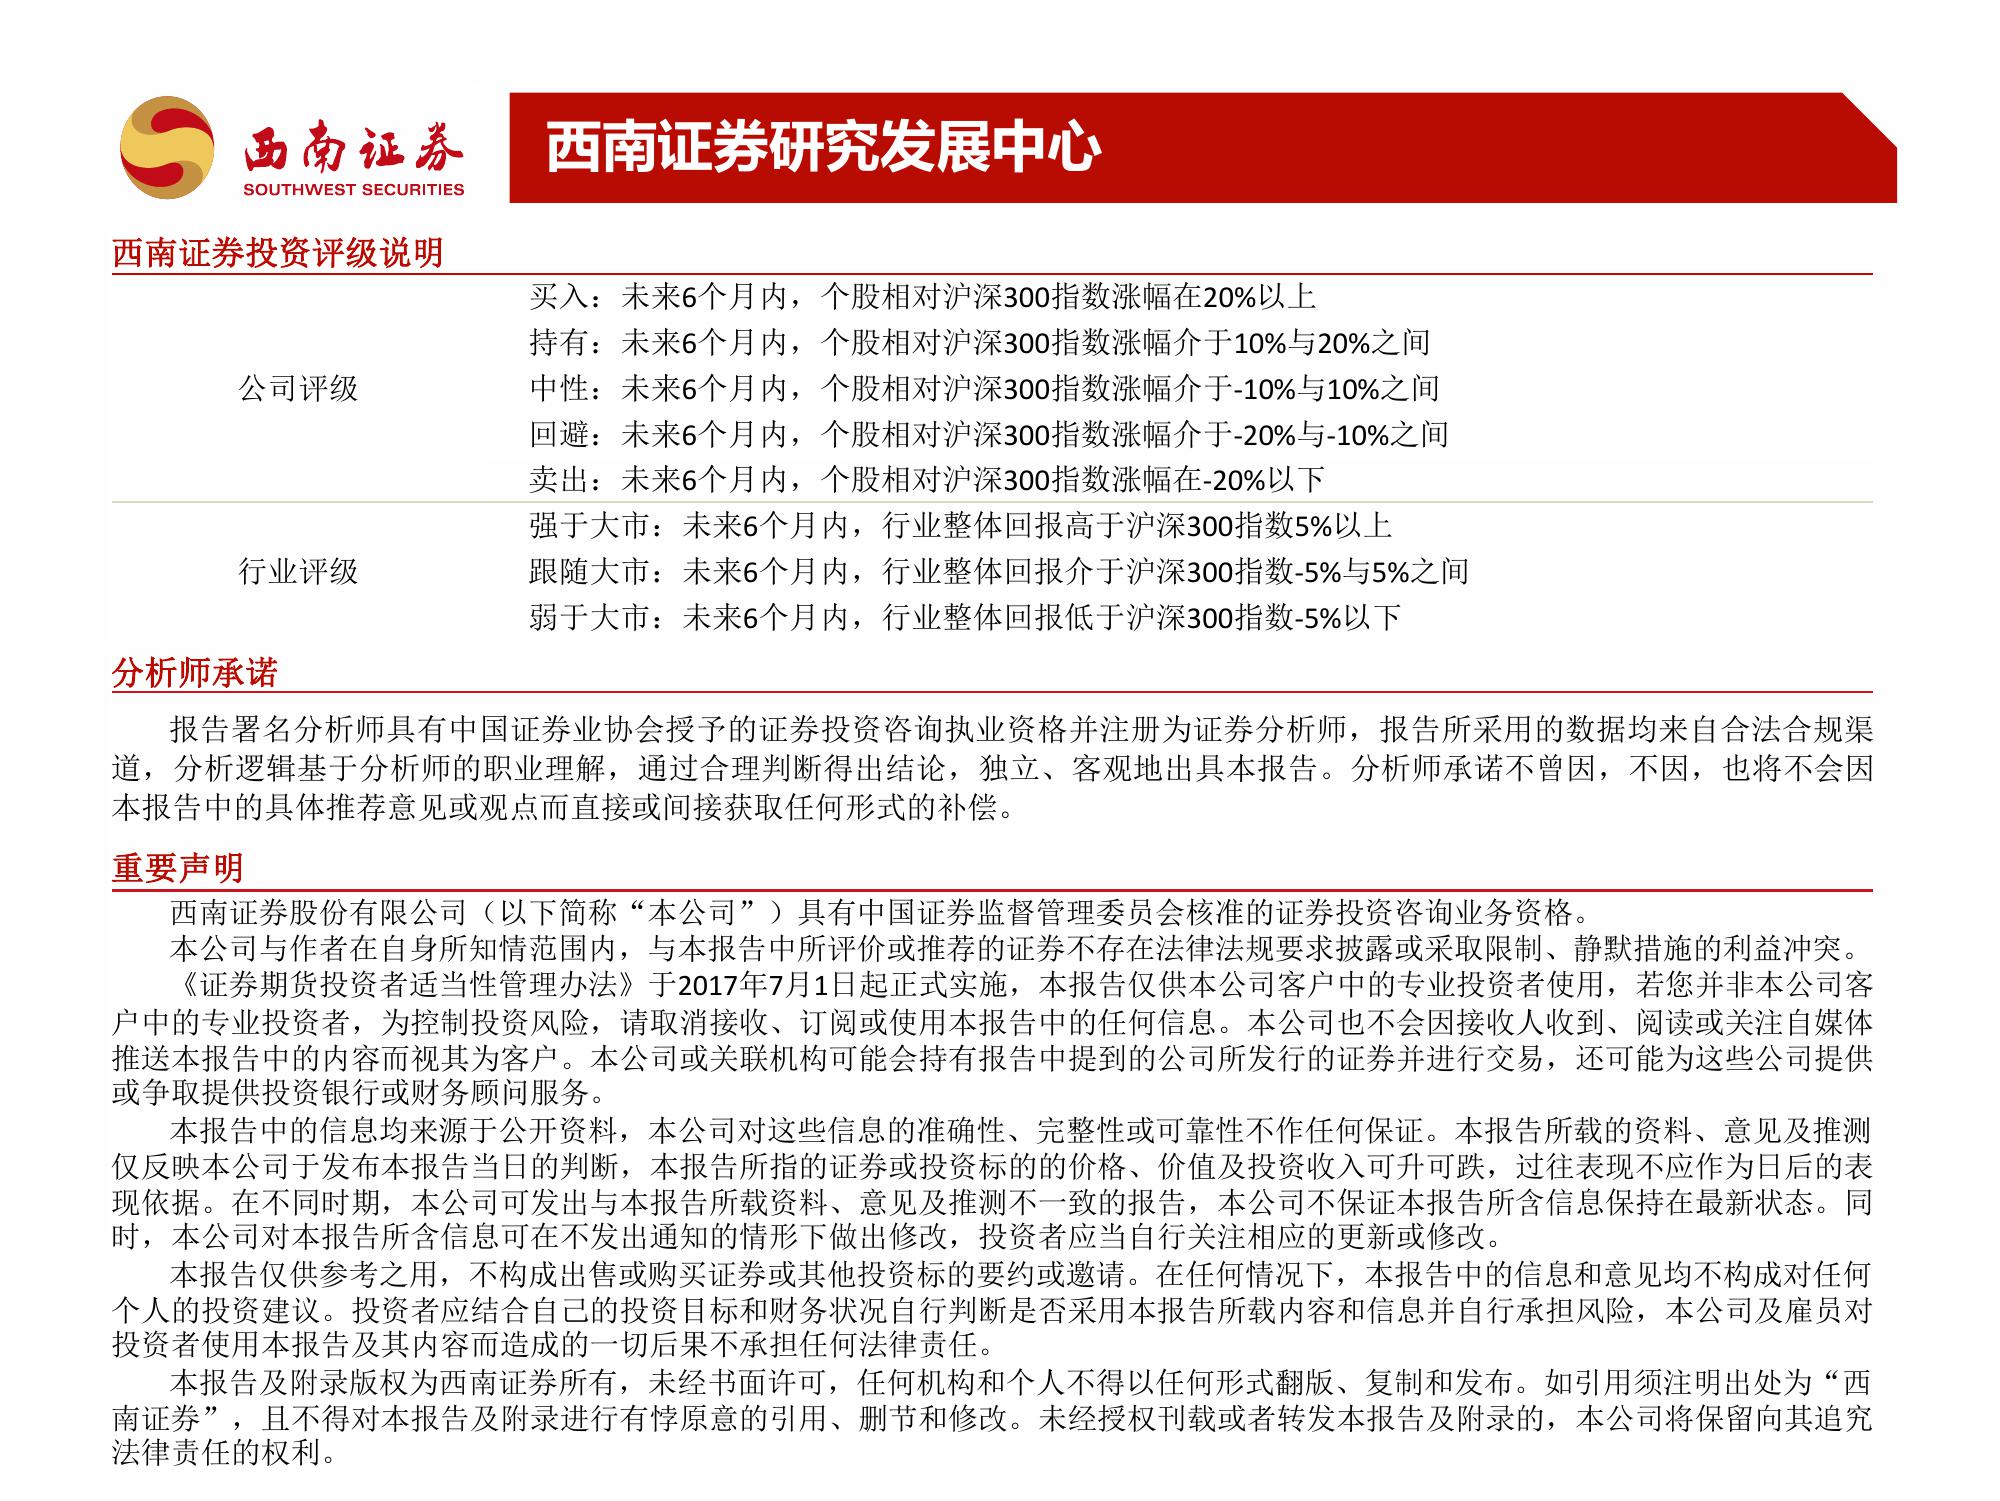 西南证券
SOUTHWEST SECURITIES
西南证券研究发展中心
西南证券投资评级说明
公司评级
买入：未来6个月内，个股相对沪深300指数涨幅在20%以上
持有：未来6个月内，个股相对沪深300指数涨幅介于10%与20%之间
中性：未来6个月内，个股相对沪深300指数涨幅介于-10%与10%之间
回避：未来6个月内，个股相对沪深300指数涨幅介于-20%与-10%之间
卖出：未来6个月内，个股相对沪深300指数涨幅在-20%以下
行业评级
强于大市：未来6个月内，行业整体回报高于沪深300指数5%以上
跟随大市：未来6个月内，行业整体回报介于沪深300指数-5%与5%之间
弱于大市：未来6个月内，行业整体回报低于沪深300指数-5%以下
分析师承诺
报告署名分析师具有中国证券业协会授予的证券投资咨询执业资格并注册为证券分析师，报告所采用的数据均来自合法合规渠
道，分析逻辑基于分析师的职业理解，通过合理判断得出结论，独立、客观地出具本报告。分析师承诺不曾因，不因，也将不会因
本报告中的具体推荐意见或观点而直接或间接获取任何形式的补偿。
重要声明
西南证券股份有限公司（以下简称“本公司”）具有中国证券监督管理委员会核准的证券投资咨询业务资格。
本公司与作者在自身所知情范围内，与本报告中所评价或推荐的证券不存在法律法规要求披露或采取限制、静默措施的利益冲突。
《证券期货投资者适当性管理办法》于2017年7月1日起正式实施，本报告仅供本公司客户中的专业投资者使用，若您并非本公司客
户中的专业投资者，为控制投资风险，请取消接收、订阅或使用本报告中的任何信息。本公司也不会因接收人收到、阅读或关注自媒体
推送本报告中的内容而视其为客户。本公司或关联机构可能会持有报告中提到的公司所发行的证券并进行交易，还可能为这些公司提供
或争取提供投资银行或财务顾问服务。
本报告中的信息均来源于公开资料，本公司对这些信息的准确性、完整性或可靠性不作任何保证。本报告所载的资料、意见及推测
仅反映本公司于发布本报告当日的判断，本报告所指的证券或投资标的的价格、价值及投资收入可升可跌，过往表现不应作为日后的表
现依据。在不同时期，本公司可发出与本报告所载资料、意见及推测不一致的报告，本公司不保证本报告所含信息保持在最新状态。同
时，本公司对本报告所含信息可在不发出通知的情形下做出修改，投资者应当自行关注相应的更新或修改。
本报告仅供参考之用，不构成出售或购买证券或其他投资标的要约或邀请。在任何情况下，本报告中的信息和意见均不构成对任何
个人的投资建议。投资者应结合自己的投资目标和财务状况自行判断是否采用本报告所载内容和信息并自行承担风险，本公司及雇员对
投资者使用本报告及其内容而造成的一切后果不承担任何法律责任。
本报告及附录版权为西南证券所有，未经书面许可，任何机构和个人不得以任何形式翻版、复制和发布。如引用须注明出处为“西
南证券”，且不得对本报告及附录进行有悖原意的引用、删节和修改。未经授权刊载或者转发本报告及附录的，本公司将保留向其追究
法律责任的权利。